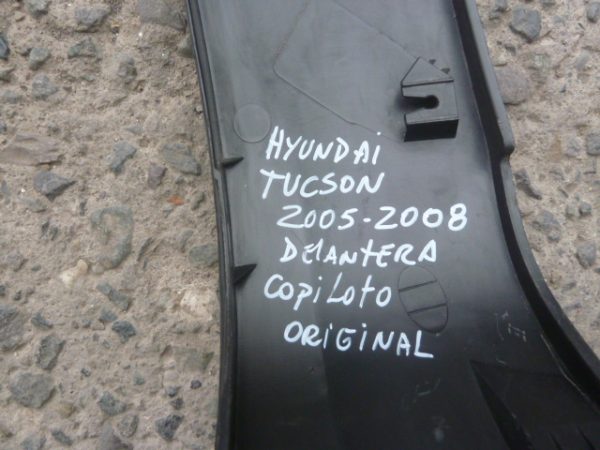 HYUNDAi
TUCSON
2005-2008
DElANTERA
CoPiLoto
ORiGiNAL